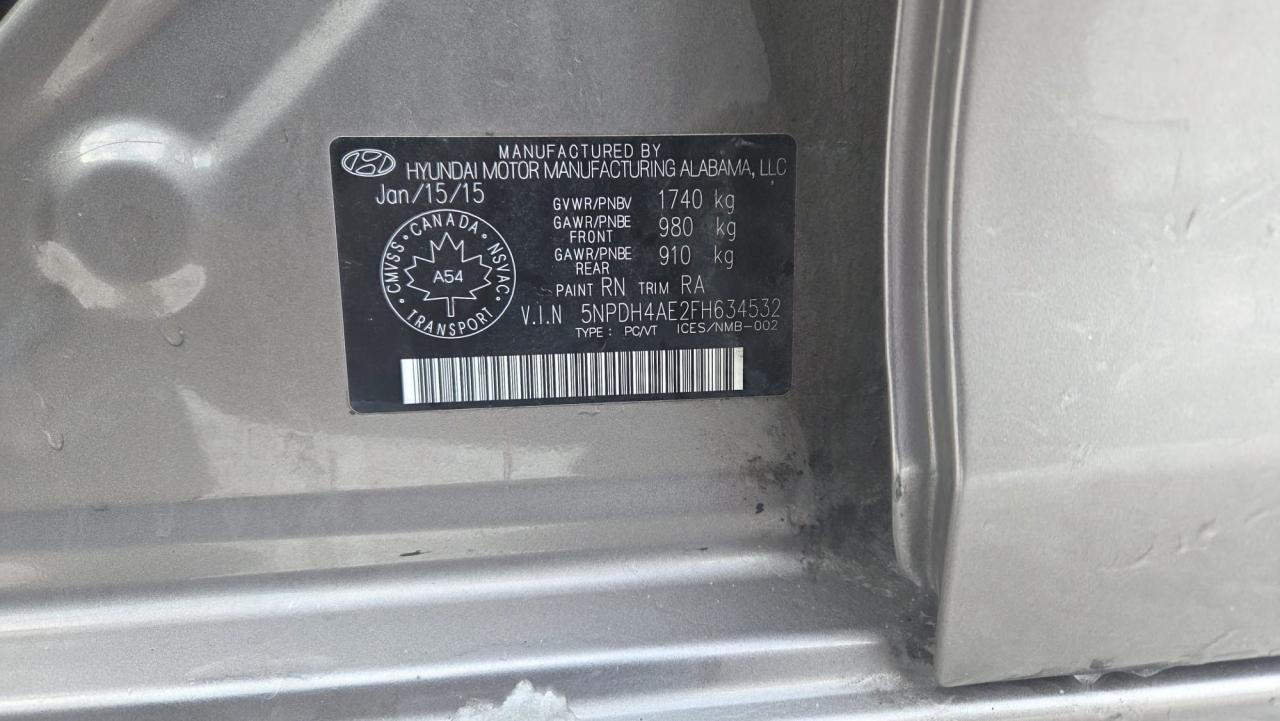 MANUFACTURED BY
HYUNDAI MOTOR MANUFACTURING ALABAMA, LLC
Jan/15/15
GVWR/PNBV 1740 kg
GAWR/PNBE FRONT 980 kg
GAWR/PNBE REAR 910 kg
PAINT RN TRIM RA
CMVSS • CANADA • NSVAC • TRANSPORT •
A54
V.I.N 5NPDH4AE2FH634532
TYPE : PC/VT ICES/NMB-002